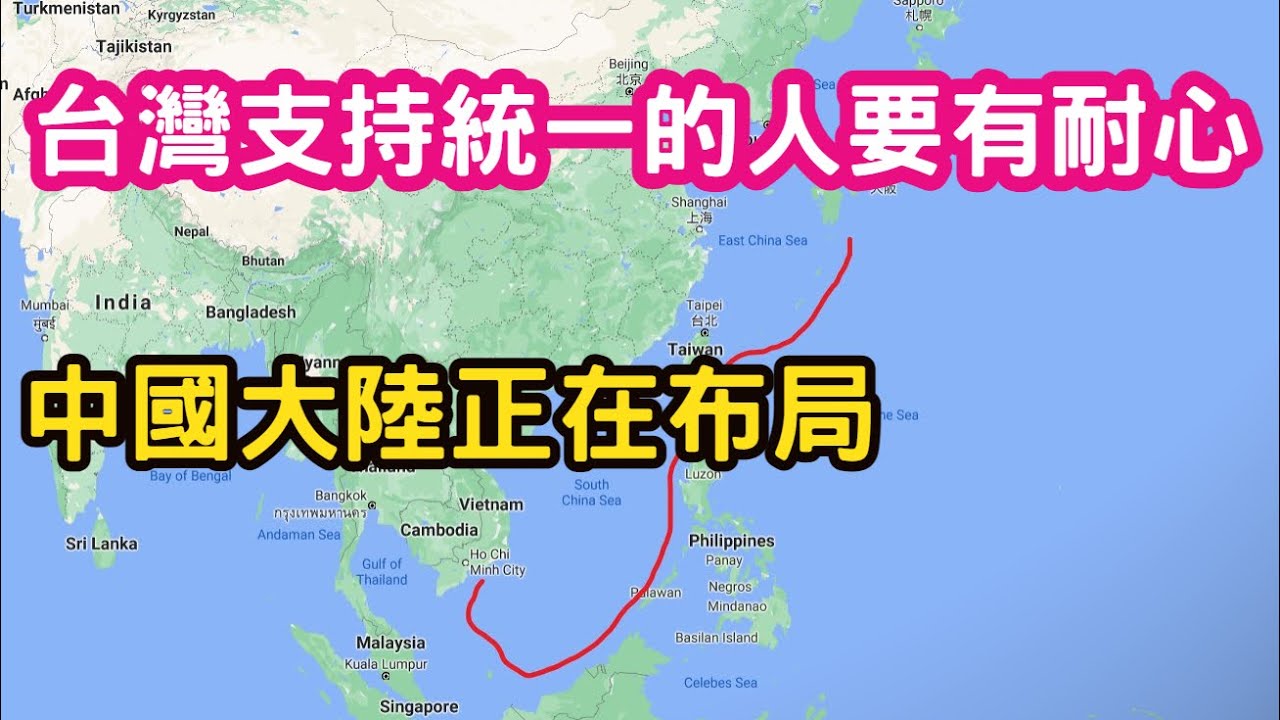 Turkmenistan
Kyrgyzstan
Sapporo
札幌
Tajikistan
Beijing
北京
Sea
台灣支持統一的人要有耐心
Shanghai
上海
East China Sea
Nepal
Bhutan
Mumbai
मुंबई
India
Bangladesh
Taipei
台北
Taiwan
中國大陸正在布局
Bay of Bengal
Luzon
South
China Sea
Bangkok
กรุงเทพมหานคร
Vietnam
Cambodia
Andaman Sea
Sri Lanka
Philippines
Panay
Ho Chi
Minh City
Gulf of
Thailand
Negros
Palawan
Mindanao
Malaysia
Basilan Island
Kuala Lumpur
Celebes Sea
Singapore